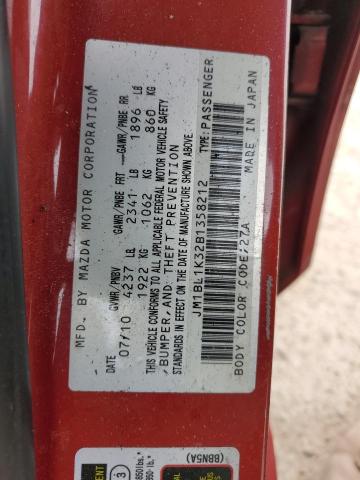 MFD. BY MAZDA MOTOR CORPORATION
DATE GVWR/PNBV GAWR/PNBE FRT GAWR/PNBE RR
07/10 4237 LB 2341 LB 1896 LB
1922 KG 1062 KG 860 KG
THIS VEHICLE CONFORMS TO ALL APPLICABLE FEDERAL MOTOR VEHICLE SAFETY
BUMPER, AND THEFT PREVENTION
STANDARDS IN EFFECT ON THE DATE OF MANUFACTURE SHOWN ABOVE.
JM1BL1K32B1358212 TYPE:PASSENGER
BODY COLOR CODE:27A MADE IN JAPAN
(BBN5A)
3
850lbs.*